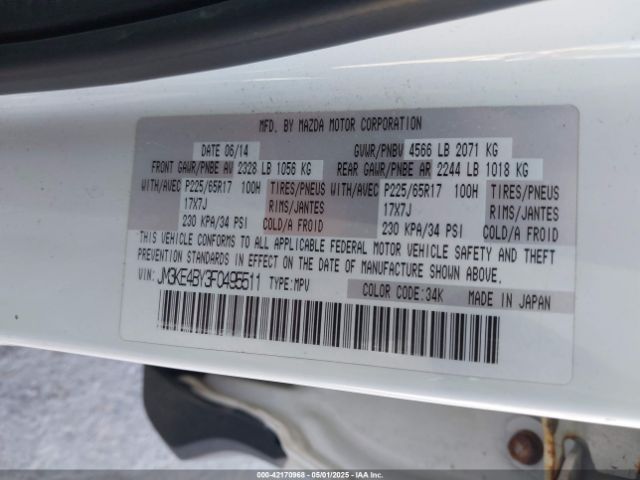 MFD. BY MAZDA MOTOR CORPORATION
DATE 06/14 GVWR/PNBV 4566 LB 2071 KG
FRONT GAWR/PNBE AV 2328 LB 1056 KG REAR GAWR/PNBE AR 2244 LB 1018 KG
WITH/AVEC P225/65R17 100H TIRES/PNEUS WITH/AVEC P225/65R17 100H TIRES/PNEUS
17X7J RIMS/JANTES 17X7J RIMS/JANTES
230 KPA/34 PSI COLD/A FROID 230 KPA/34 PSI COLD/A FROID
THIS VEHICLE CONFORMS TO ALL APPLICABLE FEDERAL MOTOR VEHICLE SAFETY AND THEFT
PREVENTION STANDARDS IN EFFECT ON THE DATE OF MANUFACTURE SHOWN ABOVE.
VIN: JM3KE4BY3F0495511 TYPE:MPV
COLOR CODE:34K MADE IN JAPAN
000-42170968 - 05/01/2025 - IAAI.COM